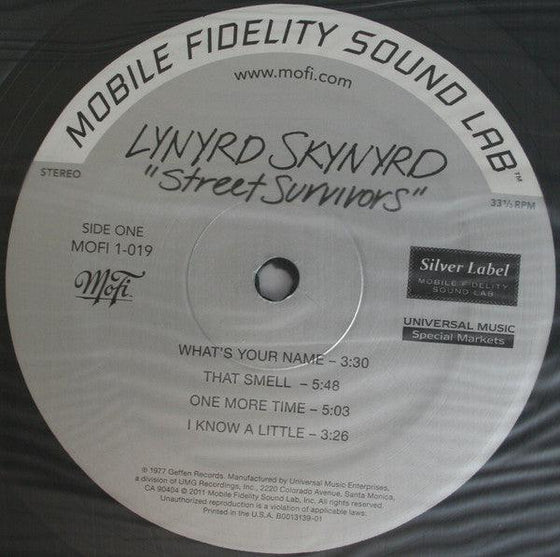 MOBILE FIDELITY SOUND LAB™
www.mofi.com
LYNYRD SKYNYRD
"Street Survivors"
STEREO
33⅓ RPM
SIDE ONE
MOFI 1-019
MoFi
Silver Label
MOBILE FIDELITY
SOUND LAB
UNIVERSAL MUSIC
Special Markets
WHAT'S YOUR NAME – 3:30
THAT SMELL – 5:48
ONE MORE TIME – 5:03
I KNOW A LITTLE – 3:26
℗ 1977 Geffen Records. Manufactured by Universal Music Enterprises,
a division of UMG Recordings, Inc., 2220 Colorado Avenue, Santa Monica,
CA 90404 © 2011 Mobile Fidelity Sound Lab, Inc. All rights reserved.
Unauthorized reproduction is a violation of applicable laws.
Printed in the U.S.A. B0013139-01